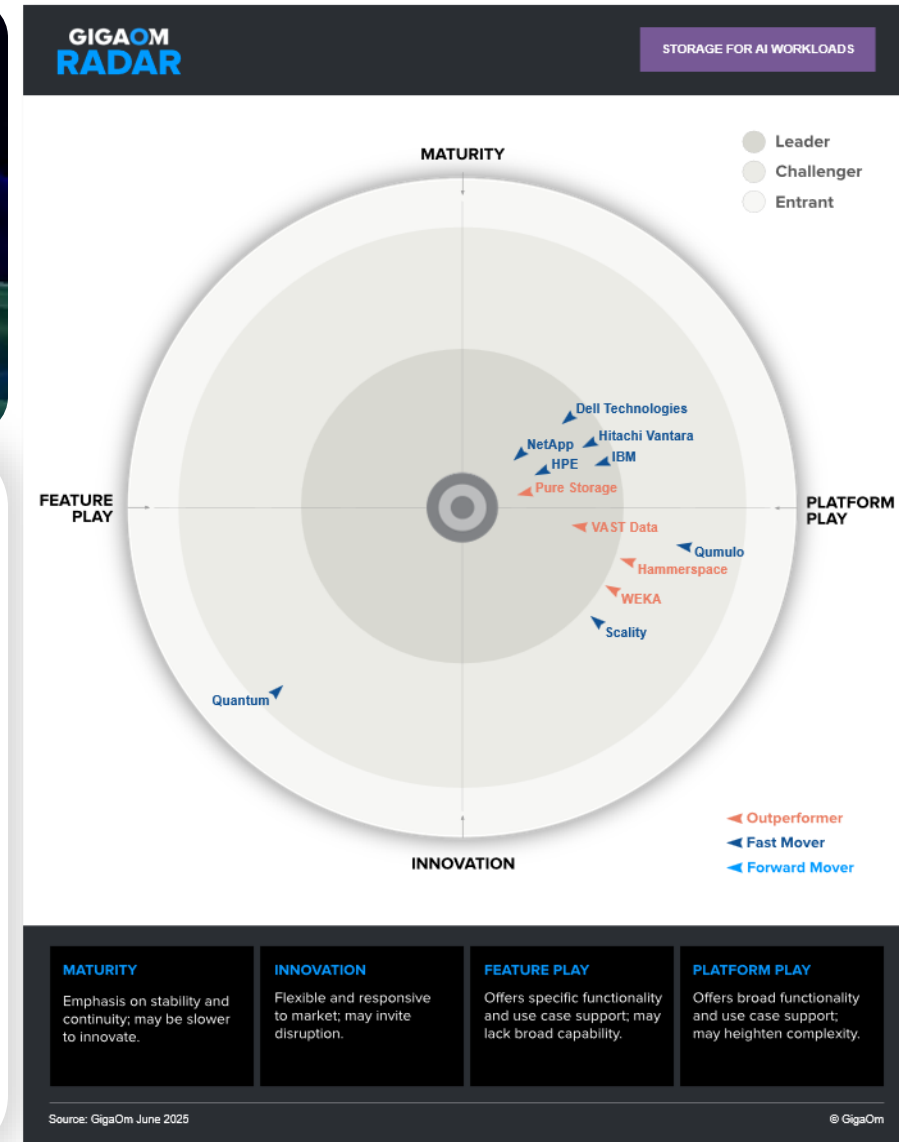 GIGAOM
RADAR
STORAGE FOR AI WORKLOADS
Leader
Challenger
Entrant
MATURITY
Dell Technologies
Hitachi Vantara
NetApp
IBM
HPE
Pure Storage
FEATURE
PLAY
PLATFORM
PLAY
VAST Data
Qumulo
Hammerspace
WEKA
Scality
Quantum
INNOVATION
Outperformer
Fast Mover
Forward Mover
MATURITY
Emphasis on stability and
continuity; may be slower
to innovate.
INNOVATION
Flexible and responsive
to market; may invite
disruption.
FEATURE PLAY
Offers specific functionality
and use case support; may
lack broad capability.
PLATFORM PLAY
Offers broad functionality
and use case support;
may heighten complexity.
Source: GigaOm June 2025
© GigaOm